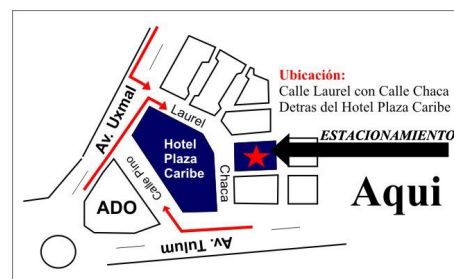 Ubicación:
Calle Laurel con Calle Chaca
Detras del Hotel Plaza Caribe
ESTACIONAMIENTO
Aqui
Av. Uxmal
Laurel
Hotel
Plaza
Caribe
Chaca
Calle Pino
ADO
Av. Tulum